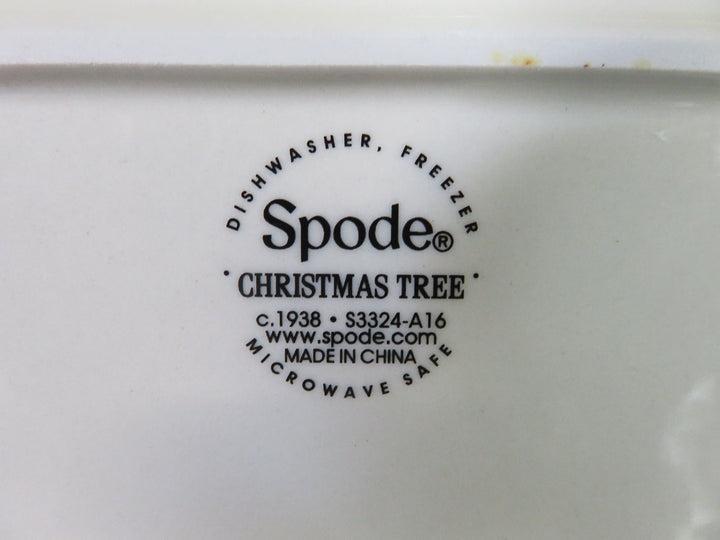 DISHWASHER, FREEZER
Spode®
· CHRISTMAS TREE ·
c.1938 · S3324-A16
www.spode.com
MADE IN CHINA
MICROWAVE SAFE